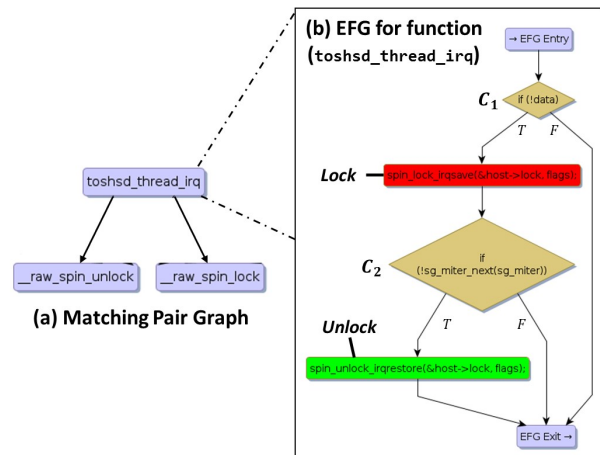 (b) EFG for function
(toshsd_thread_irq)
→ EFG Entry
C1
if (!data)
T
F
Lock
spin_lock_irqsave(&host->lock, flags);
toshsd_thread_irq
C2
if
(!sg_miter_next(sg_miter))
__raw_spin_unlock
__raw_spin_lock
(a) Matching Pair Graph
T
F
Unlock
spin_unlock_irqrestore(&host->lock, flags);
EFG Exit →